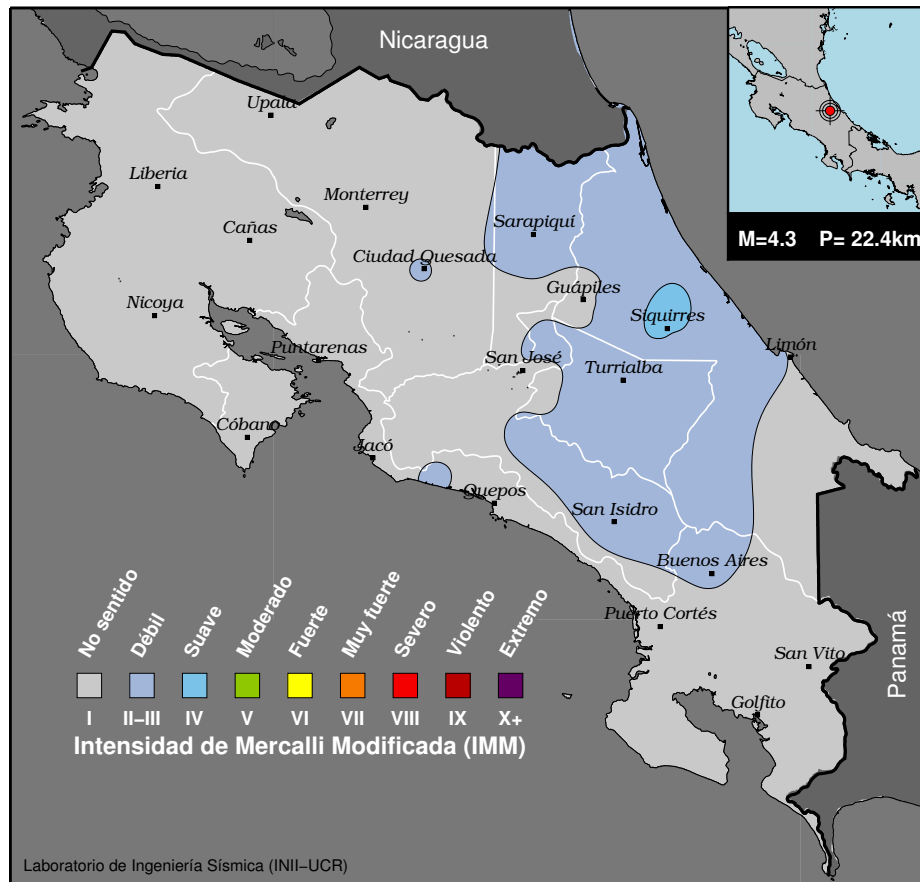 Nicaragua
Upala
Liberia
Monterrey
Cañas
Sarapiquí
Ciudad Quesada
M=4.3 P= 22.4km
Guápiles
Nicoya
Siquirres
Puntarenas
San José
Limón
Turrialba
Cóbano
Jacó
Quepos
San Isidro
Buenos Aires
Puerto Cortés
San Vito
Golfito
Panamá
No sentido
Débil
Suave
Moderado
Fuerte
Muy fuerte
Severo
Violento
Extremo
I II–III IV V VI VII VIII IX X+
Intensidad de Mercalli Modificada (IMM)
Laboratorio de Ingeniería Sísmica (INII–UCR)